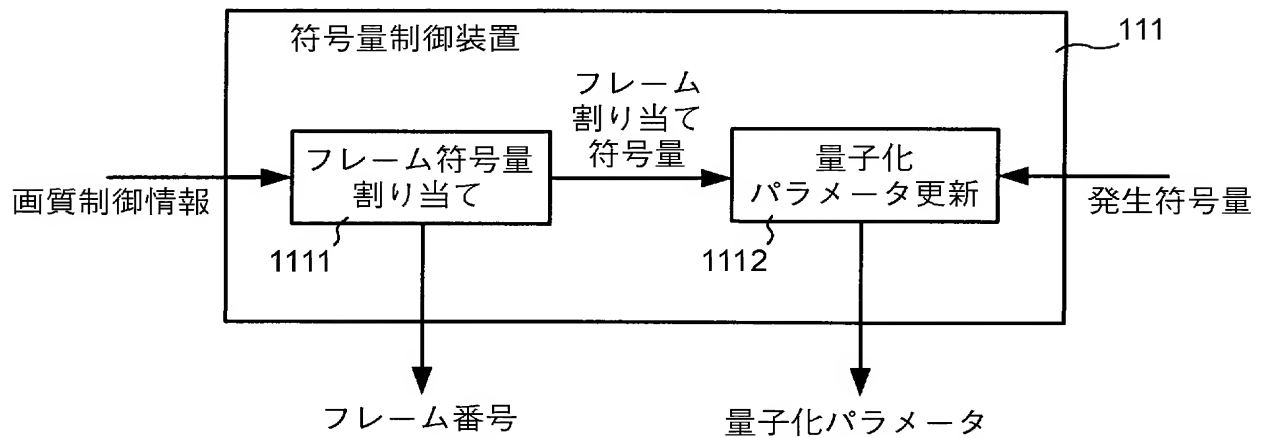 符号量制御装置
111
フレーム
割り当て
符号量
フレーム符号量
割り当て
量子化
パラメータ更新
画質制御情報
発生符号量
1111
1112
フレーム番号
量子化パラメータ